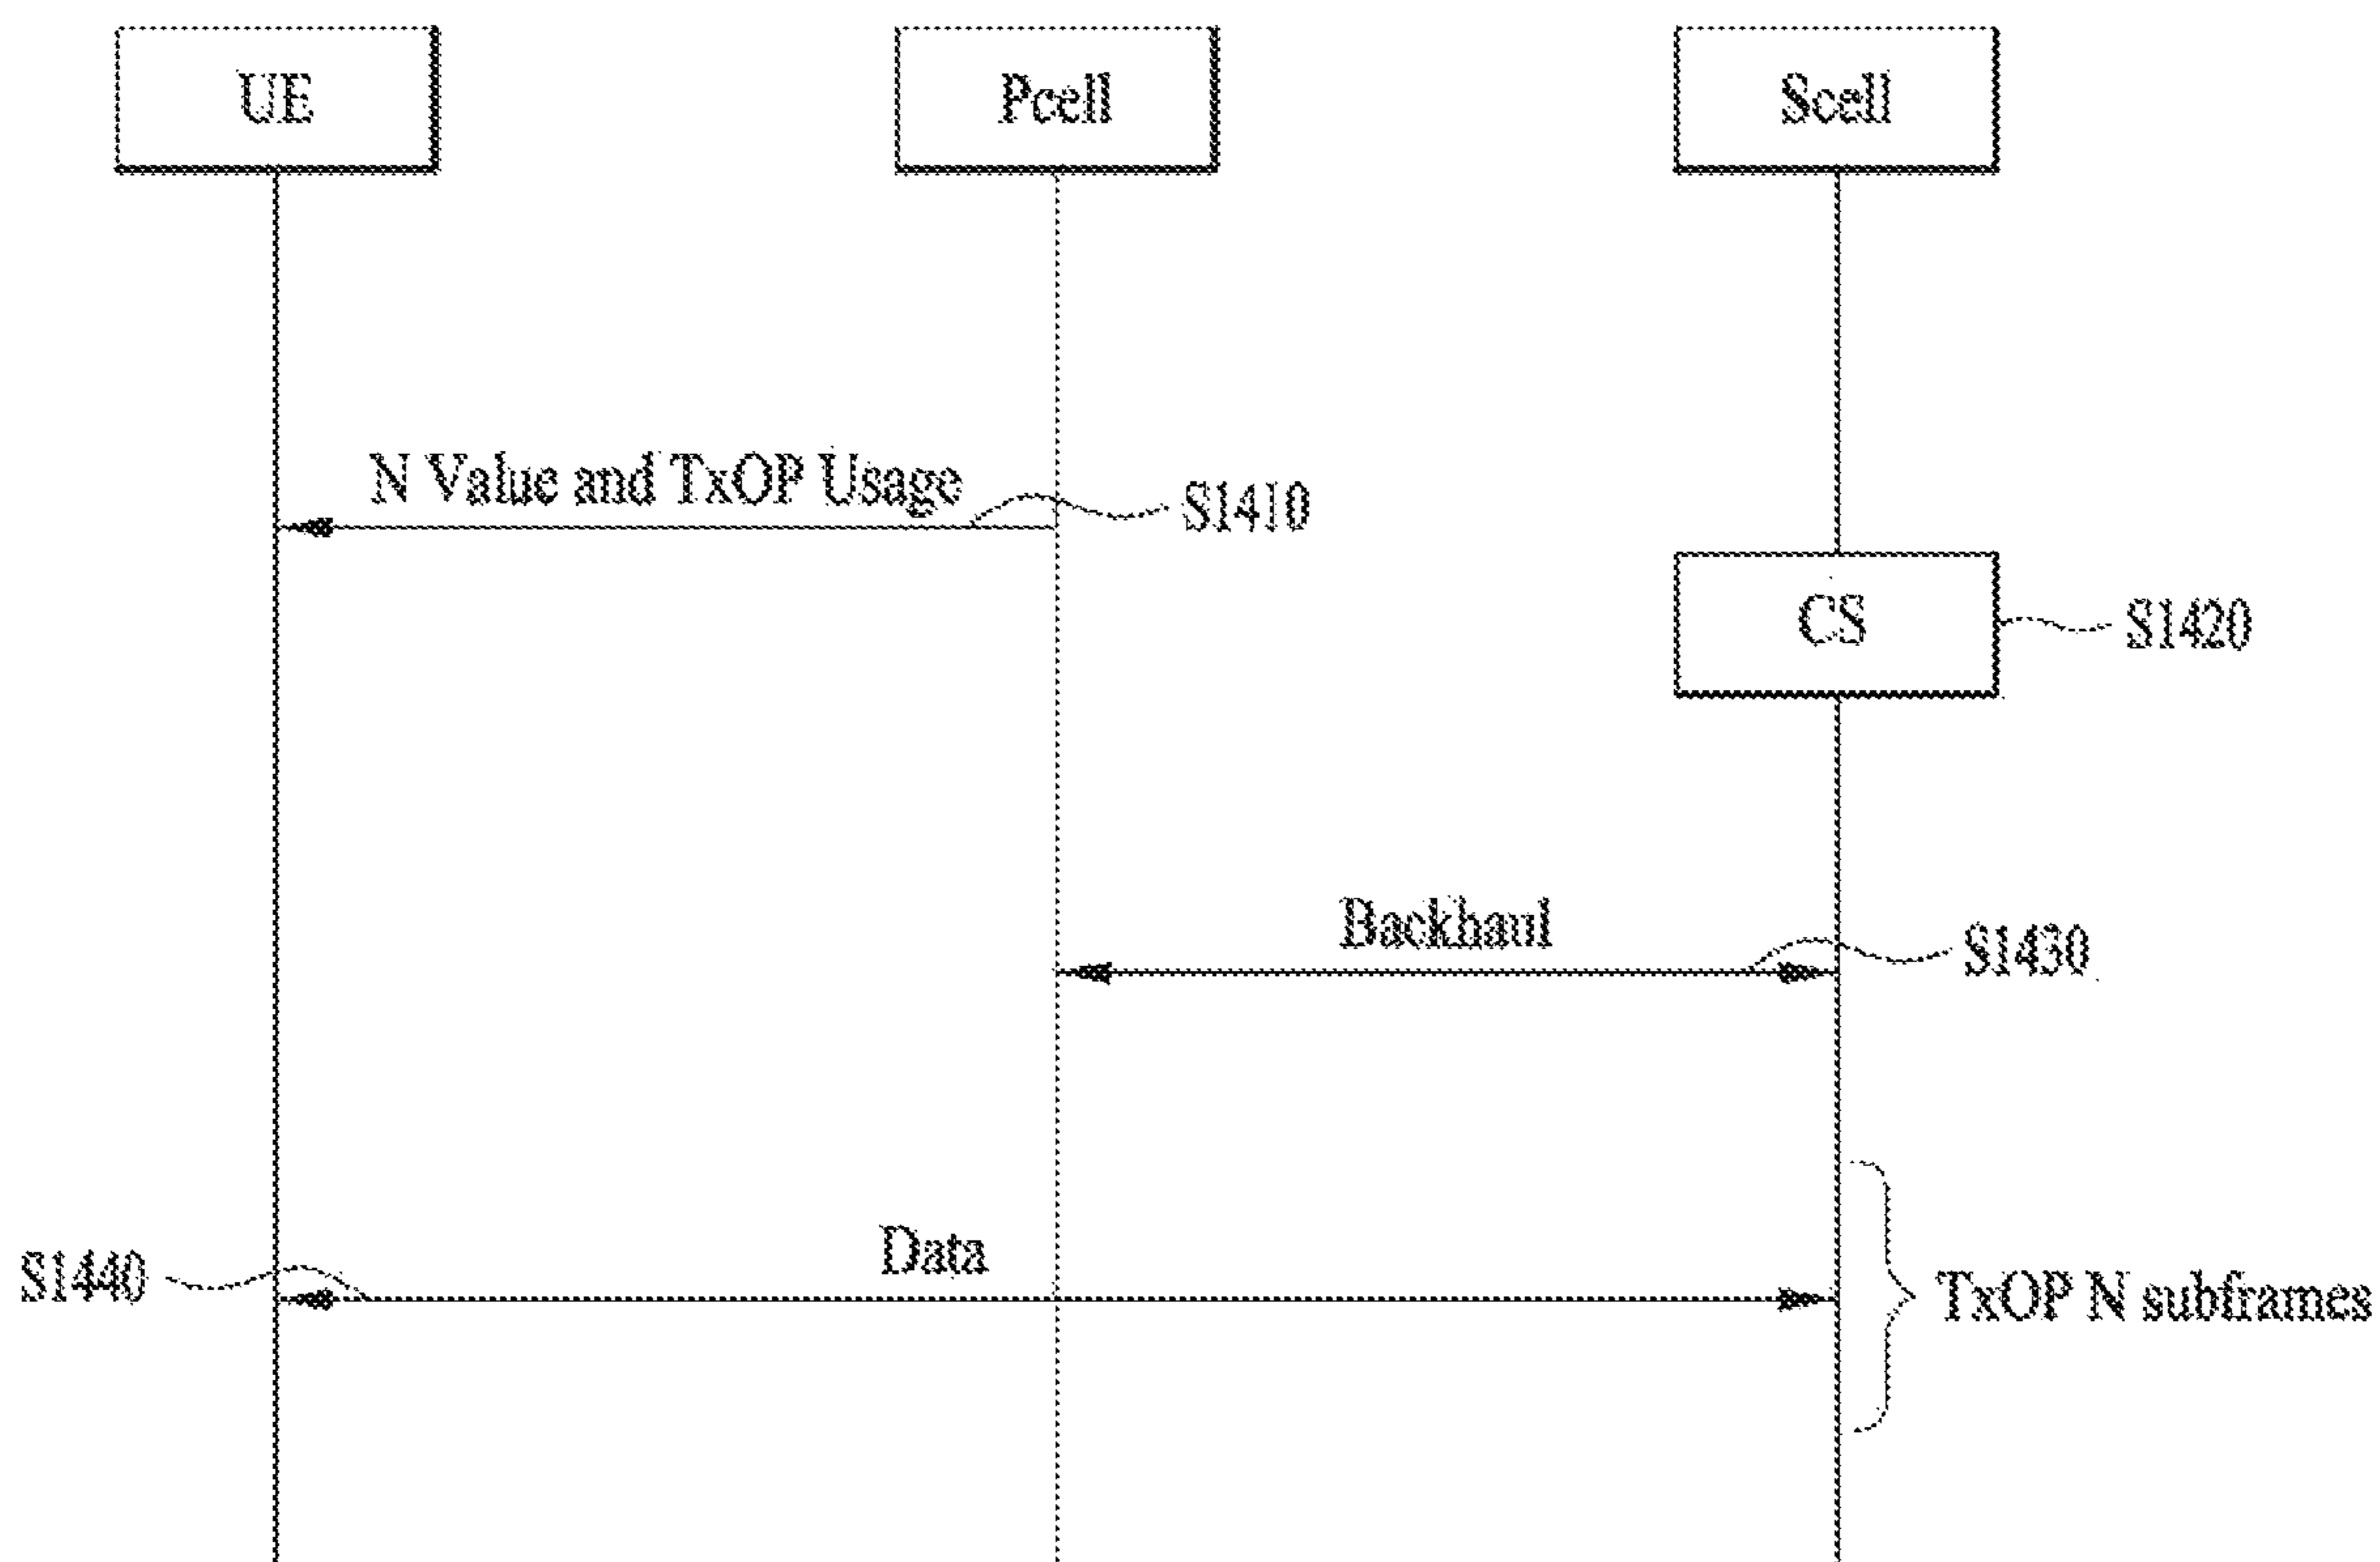 UE
Pcell
Scell
N Value and TxOP Usage
S1410
CS
S1420
Backhaul
S1430
Data
S1440
TxOP N subframes